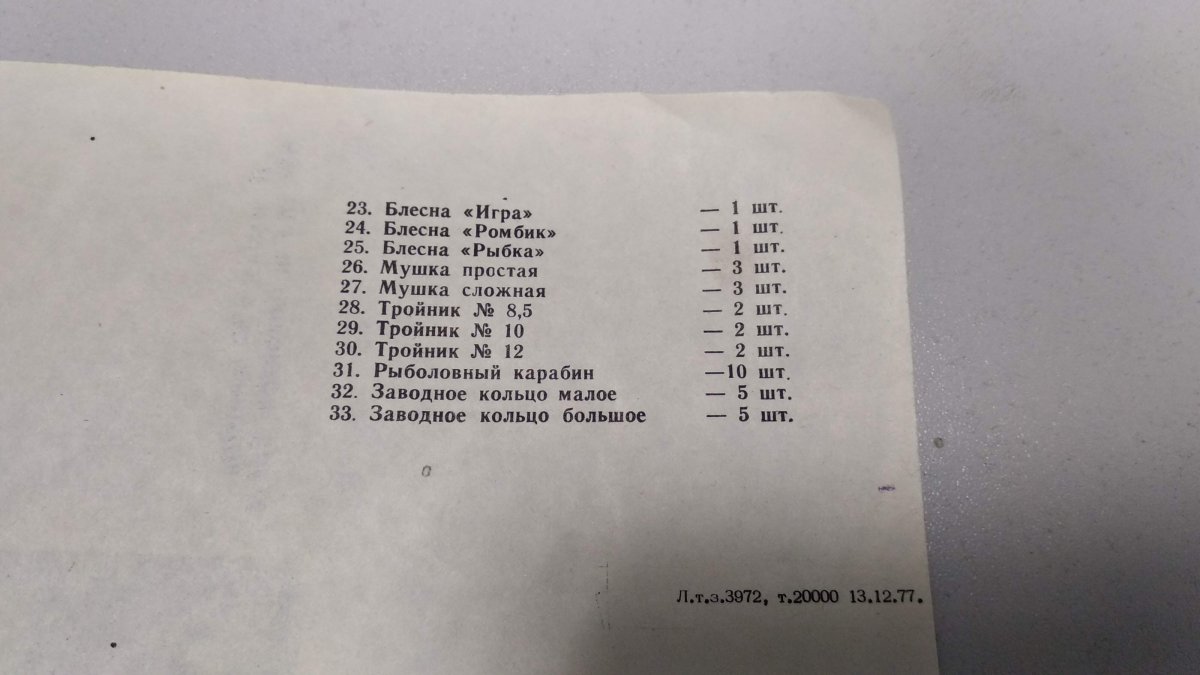 23. Блесна «Игра» — 1 шт.
24. Блесна «Ромбик» — 1 шт.
25. Блесна «Рыбка» — 1 шт.
26. Мушка простая — 3 шт.
27. Мушка сложная — 3 шт.
28. Тройник № 8,5 — 2 шт.
29. Тройник № 10 — 2 шт.
30. Тройник № 12 — 2 шт.
31. Рыболовный карабин —10 шт.
32. Заводное кольцо малое — 5 шт.
33. Заводное кольцо большое — 5 шт.
Л.т.з.3972, т.20000 13.12.77.